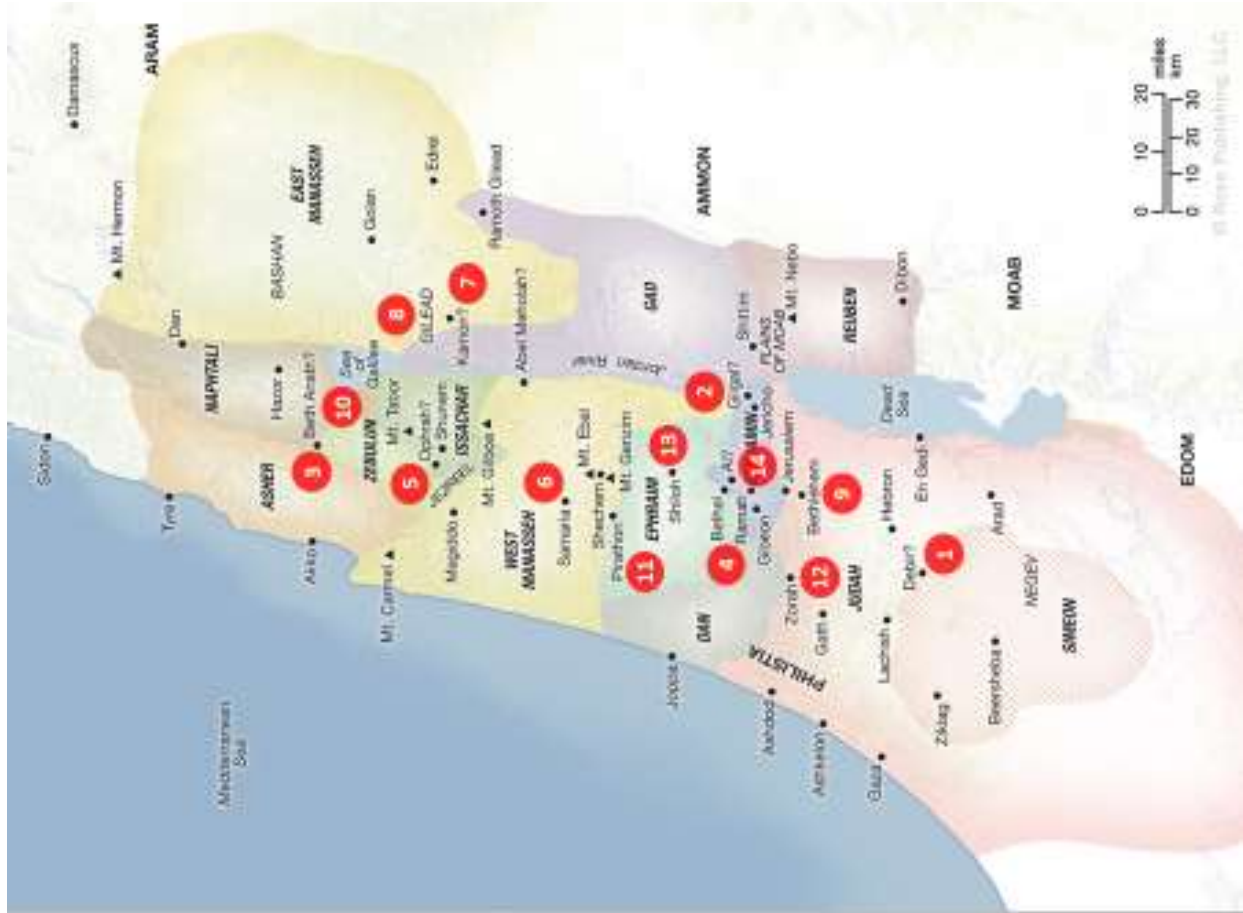 Damascus
ARAM
Sidon
Mt. Hermon
Tyre
Dan
NAPHTALI
EAST
MANASSEH
BASHAN
Hazor
ASHER
Beth Anath?
Akko
3
10
Sea
of
Galilee
8
Golan
ZEBULUN
Mt. Carmel
Mt. Tabor
5
Ophrah?
Shunem
GILEAD
Kamon?
7
Edrei
Megiddo
ISSACHAR
Mt. Gilboa
Ramoth Gilead
Abel Meholah?
WEST
MANASSEH
6
Samaria
Mt. Ebal
Shechem
Mt. Gerizim
Pirathon
Jordan River
Mediterranean
Sea
11
EPHRAIM
13
Shiloh
GAD
Joppa
DAN
4
Bethel
Ai?
2
AMMON
Ramah
14
Gilgal?
Jericho
Shittim
PLAINS
OF MOAB
Gibeon
Jerusalem
Mt. Nebo
PHILISTIA
Ashdod
Zorah
12
Bethlehem
9
Gath
JUDAH
Ashkelon
REUBEN
Lachish
Hebron
Dead
Sea
Dibon
Gaza
Debir?
1
En Gedi
Ziklag
Arad
MOAB
NEGEV
Beersheba
SIMEON
EDOM
0 10 20 miles
0 10 20 30 km
© Rose Publishing, LLC